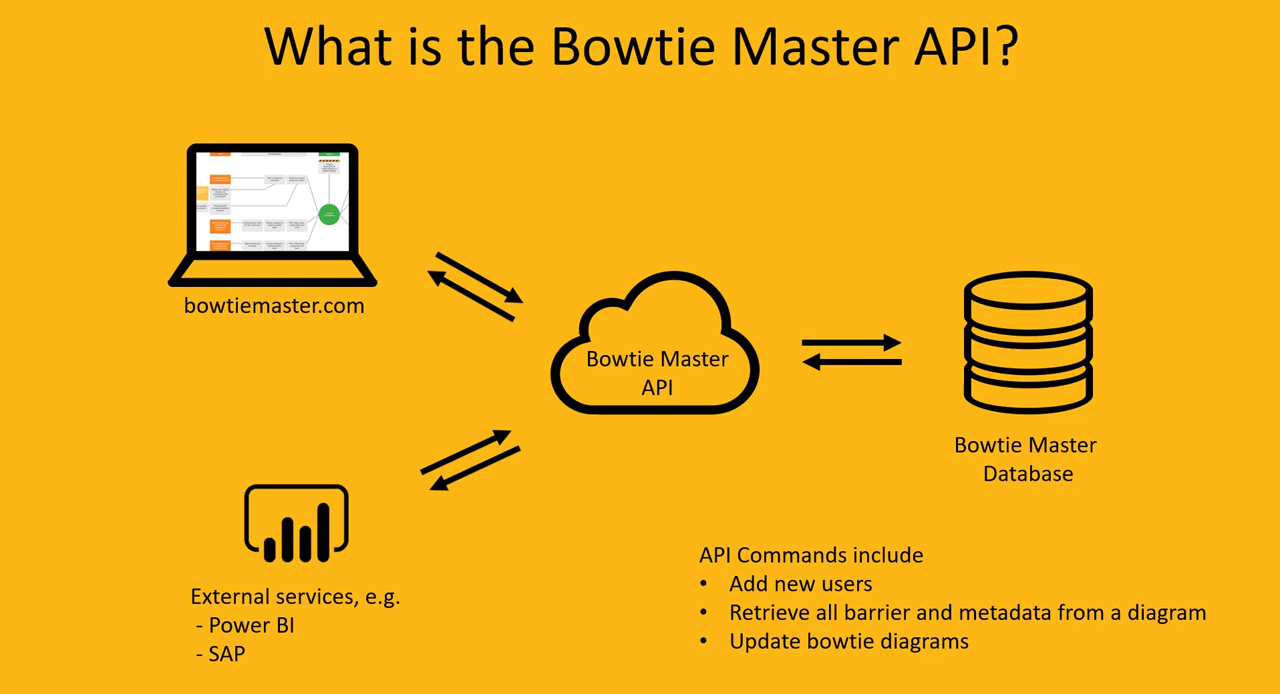 What is the Bowtie Master API?
bowtiemaster.com
Bowtie Master
API
Bowtie Master
Database
External services, e.g.
- Power BI
- SAP
API Commands include
• Add new users
• Retrieve all barrier and metadata from a diagram
• Update bowtie diagrams